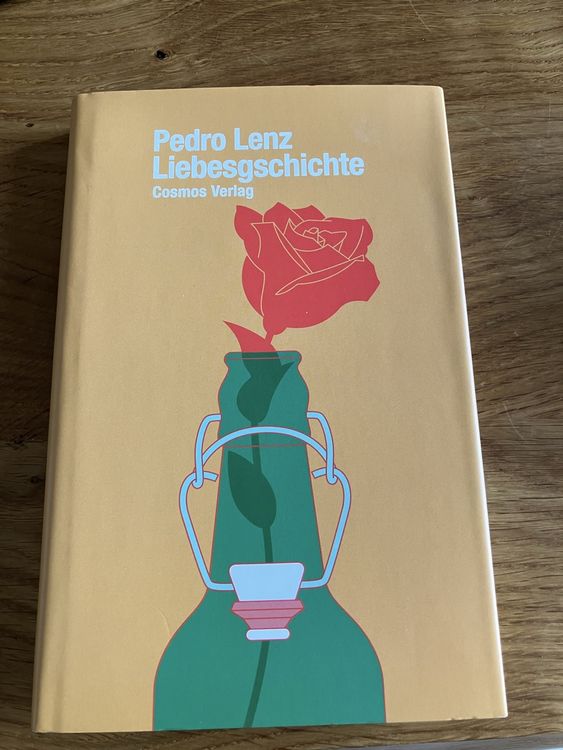 Pedro Lenz
Liebesgschichte
Cosmos Verlag